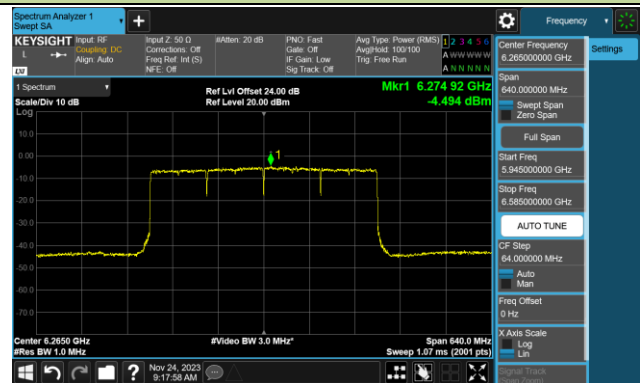 Spectrum Analyzer 1
Swept SA
Frequency
KEYSIGHT
L
LXI
Input: RF
Coupling: DC
Align: Auto
Input Z: 50 Ω
Corrections: Off
Freq Ref: Int (S)
NFE: Off
#Atten: 20 dB
PNO: Fast
Gate: Off
IF Gain: Low
Sig Track: Off
Avg Type: Power (RMS)
Avg|Hold: 100/100
Trig: Free Run
1 2 3 4 5 6
A W W W W W
A N N N N N
1 Spectrum
Scale/Div 10 dB
Log
Ref Lvl Offset 24.00 dB
Ref Level 20.00 dBm
Mkr1 6.274 92 GHz
-4.494 dBm
10.0
0.00
-10.0
-20.0
-30.0
-40.0
-50.0
-60.0
-70.0
1
Center 6.2650 GHz
#Res BW 1.0 MHz
#Video BW 3.0 MHz*
Span 640.0 MHz
Sweep 1.07 ms (2001 pts)
Nov 24, 2023
9:17:58 AM
Center Frequency
6.265000000 GHz
Settings
Span
640.000000 MHz
Swept Span
Zero Span
Full Span
Start Freq
5.945000000 GHz
Stop Freq
6.585000000 GHz
AUTO TUNE
CF Step
64.000000 MHz
Auto
Man
Freq Offset
0 Hz
X Axis Scale
Log
Lin
Signal Track